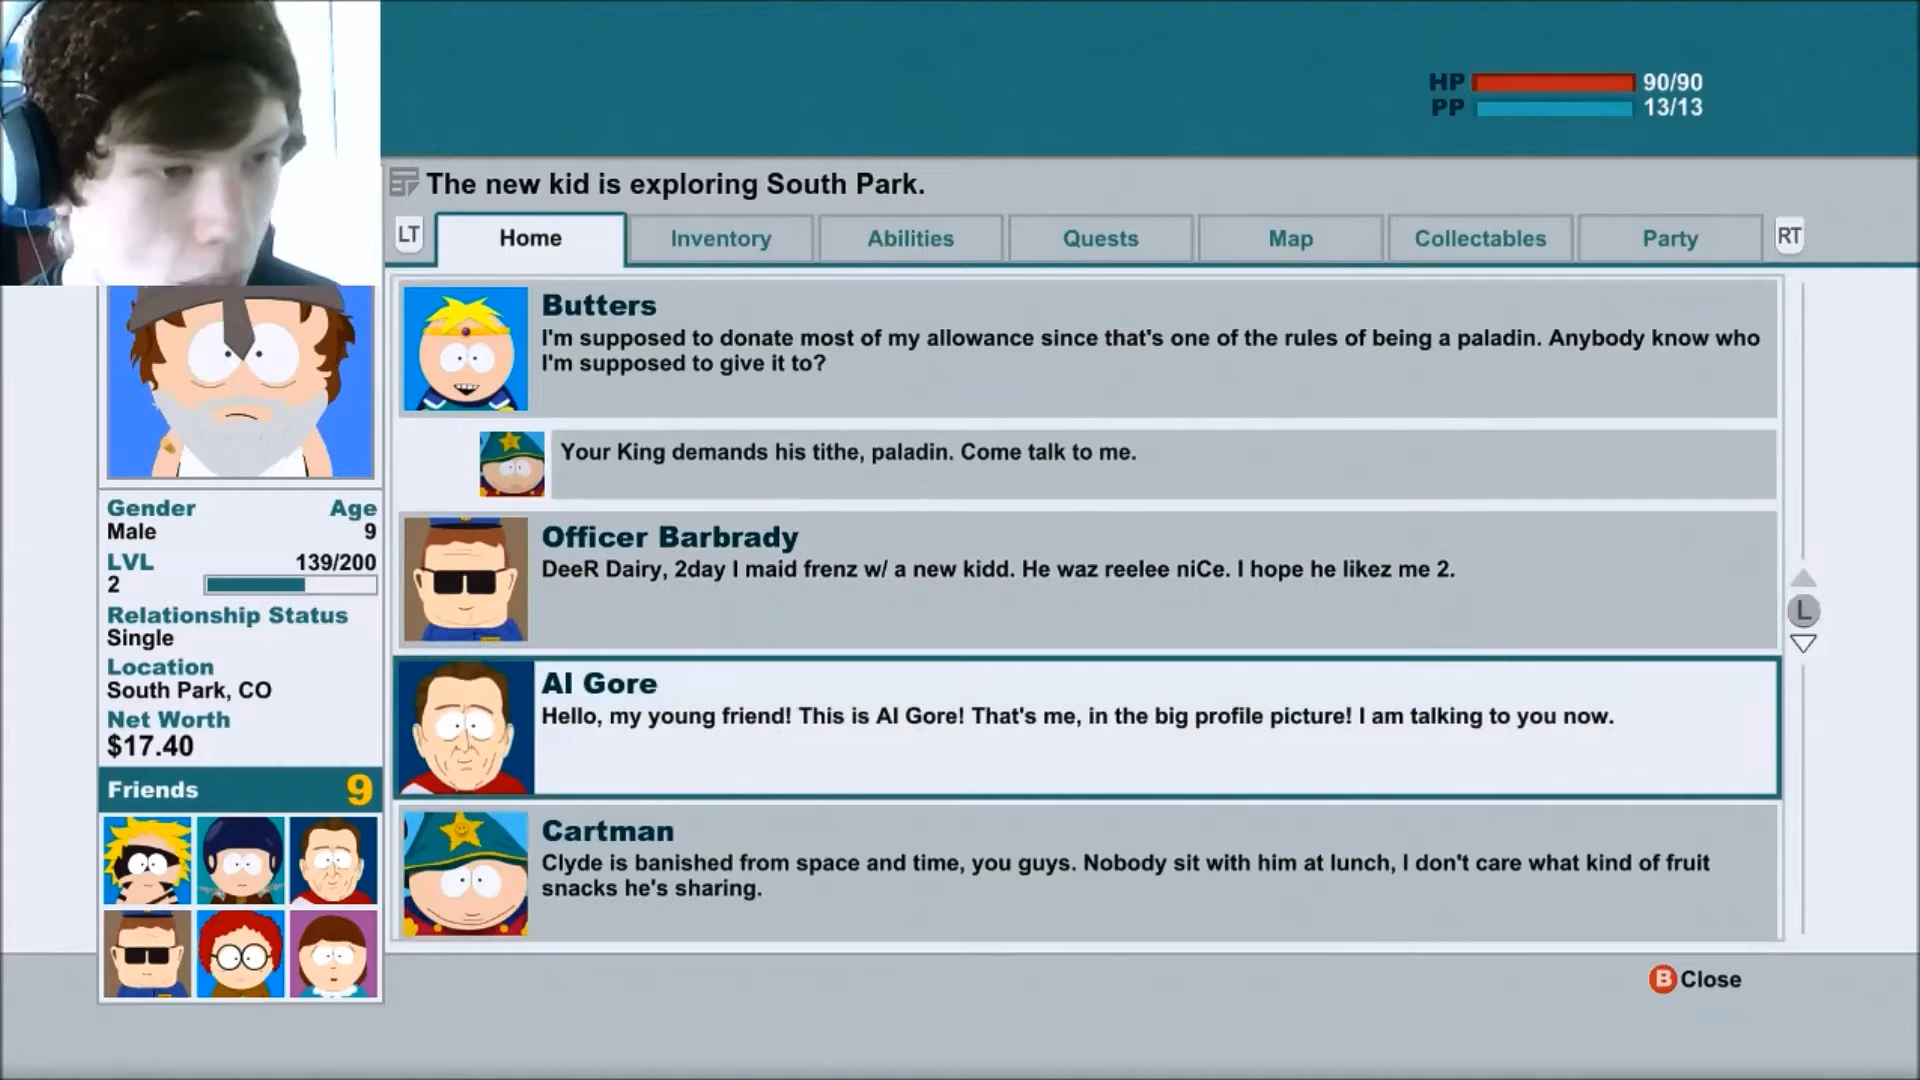 HP 90/90
PP 13/13
The new kid is exploring South Park.
LT Home Inventory Abilities Quests Map Collectables Party RT
Butters
I'm supposed to donate most of my allowance since that's one of the rules of being a paladin. Anybody know who
I'm supposed to give it to?
Your King demands his tithe, paladin. Come talk to me.
Officer Barbrady
DeeR Dairy, 2day I maid frenz w/ a new kidd. He waz reelee niCe. I hope he likez me 2.
Al Gore
Hello, my young friend! This is Al Gore! That's me, in the big profile picture! I am talking to you now.
Cartman
Clyde is banished from space and time, you guys. Nobody sit with him at lunch, I don't care what kind of fruit
snacks he's sharing.
Gender Age
Male 9
LVL 139/200
2
Relationship Status
Single
Location
South Park, CO
Net Worth
$17.40
Friends 9
L
B Close